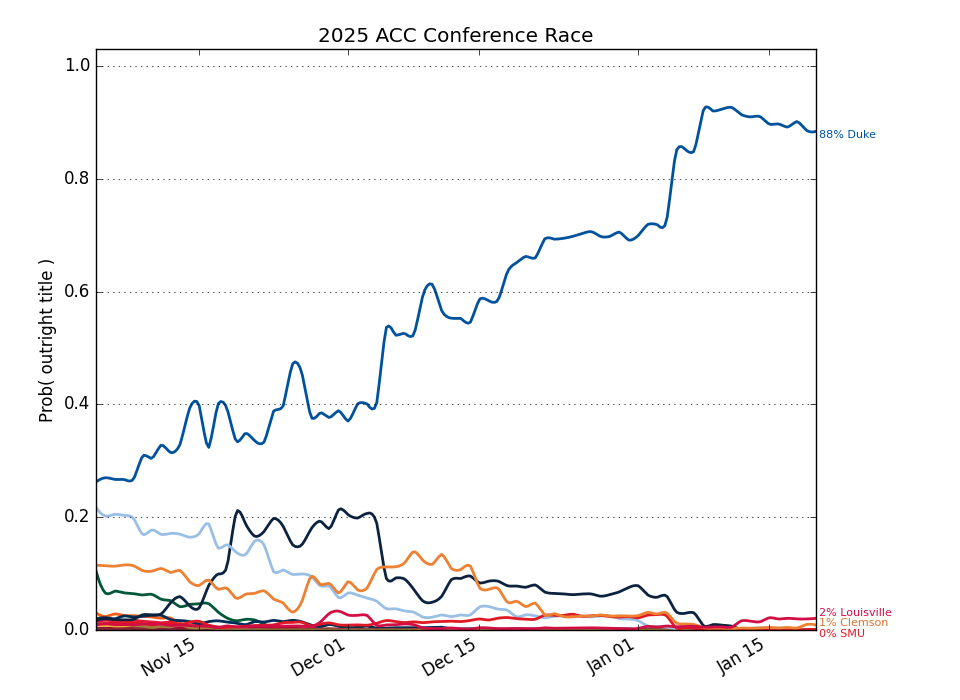 2025 ACC Conference Race
Prob( outright title )
1.0
0.8
0.6
0.4
0.2
0.0
88% Duke
2% Louisville
1% Clemson
0% SMU
Nov 15
Dec 01
Dec 15
Jan 01
Jan 15